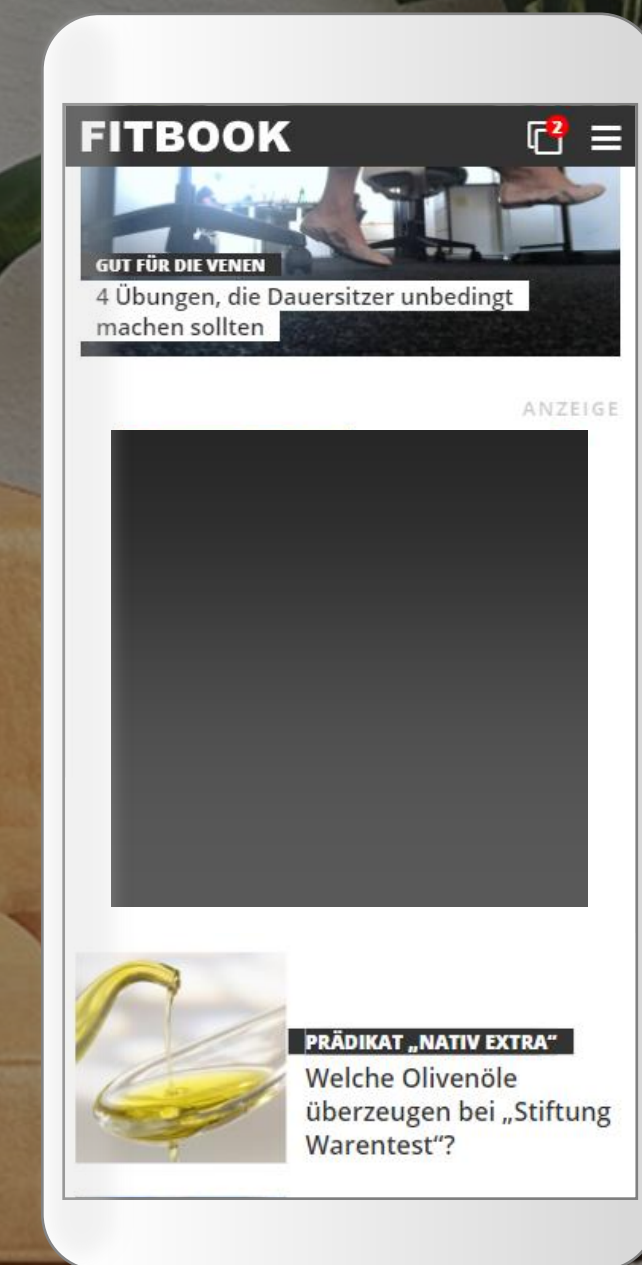 FITBOOK
2
GUT FÜR DIE VENEN
4 Übungen, die Dauersitzer unbedingt
machen sollten
ANZEIGE
PRÄDIKAT „NATIV EXTRA“
Welche Olivenöle
überzeugen bei „Stiftung
Warentest“?